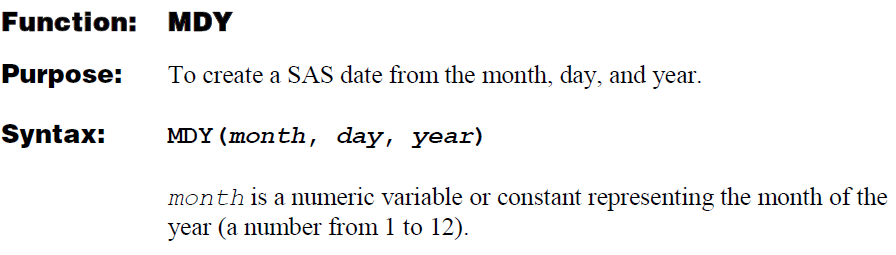 Function: MDY
Purpose: To create a SAS date from the month, day, and year.
Syntax: MDY(month, day, year)
month is a numeric variable or constant representing the month of the
year (a number from 1 to 12).